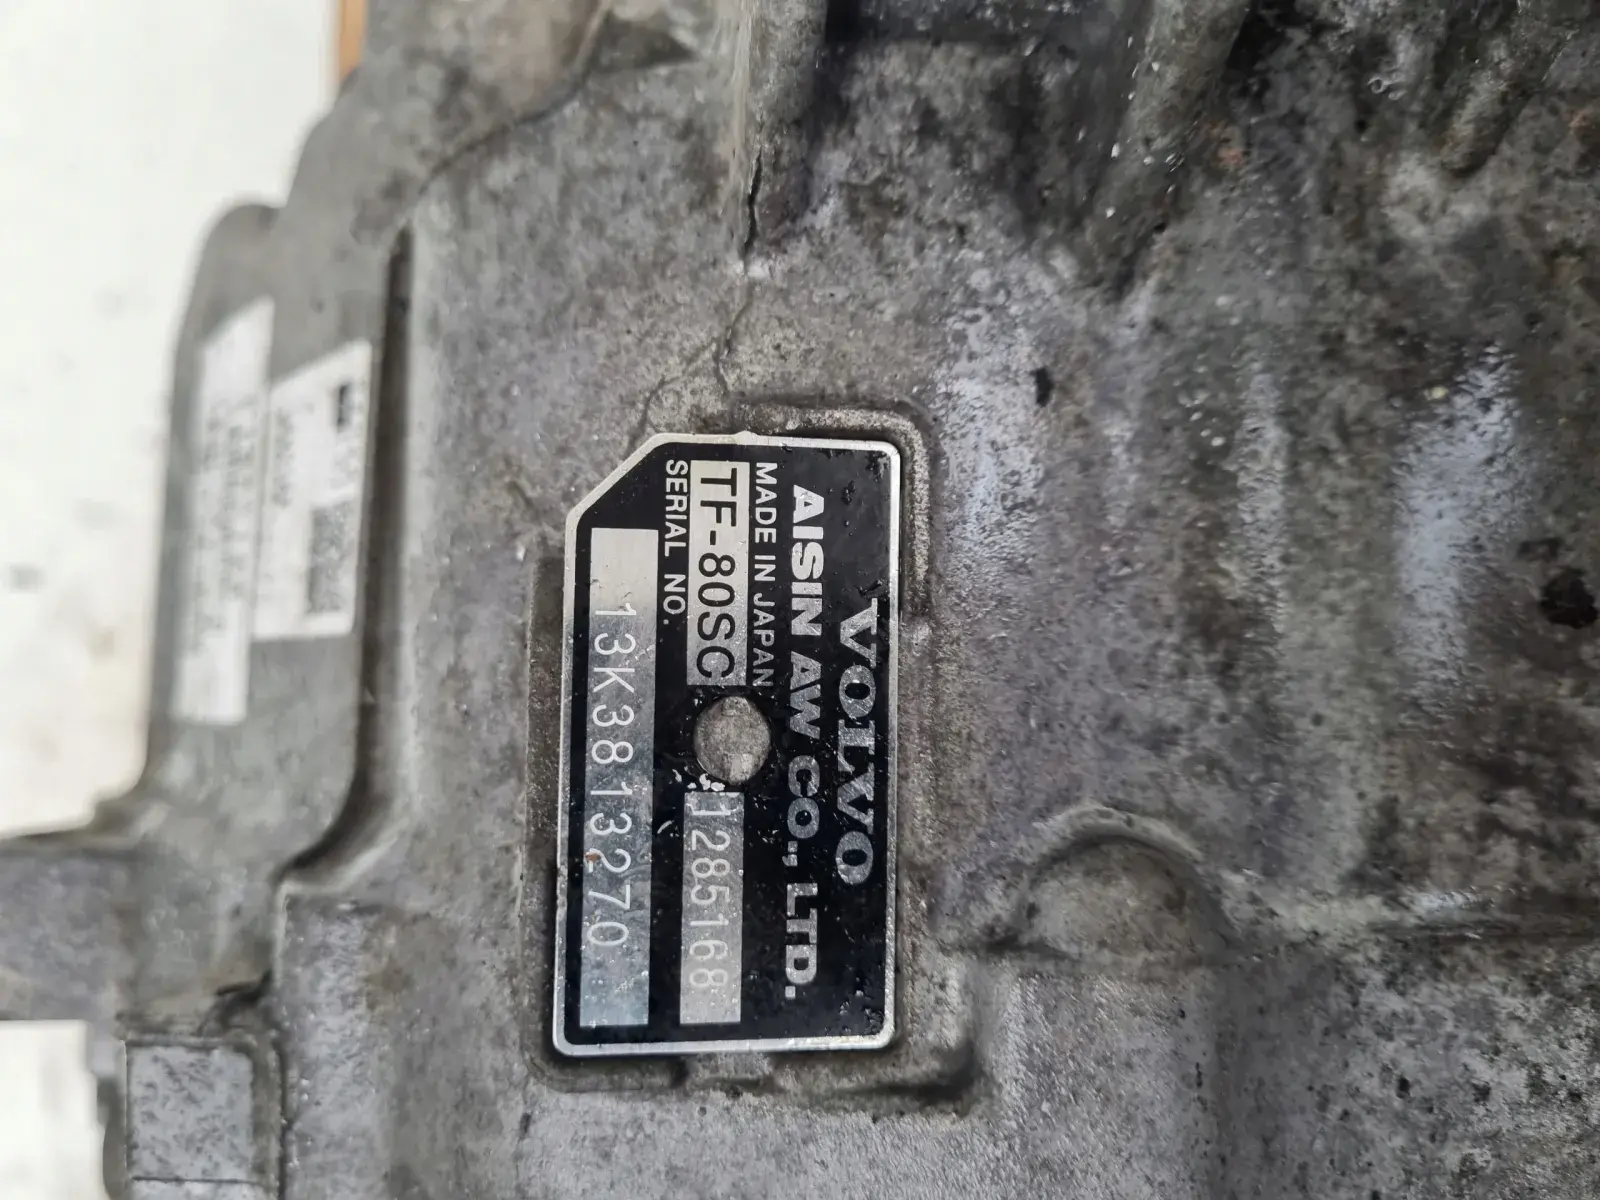 VOLVO
AISIN AW CO., LTD.
MADE IN JAPAN
TF-80SC 1285168
SERIAL NO.
13K3813270